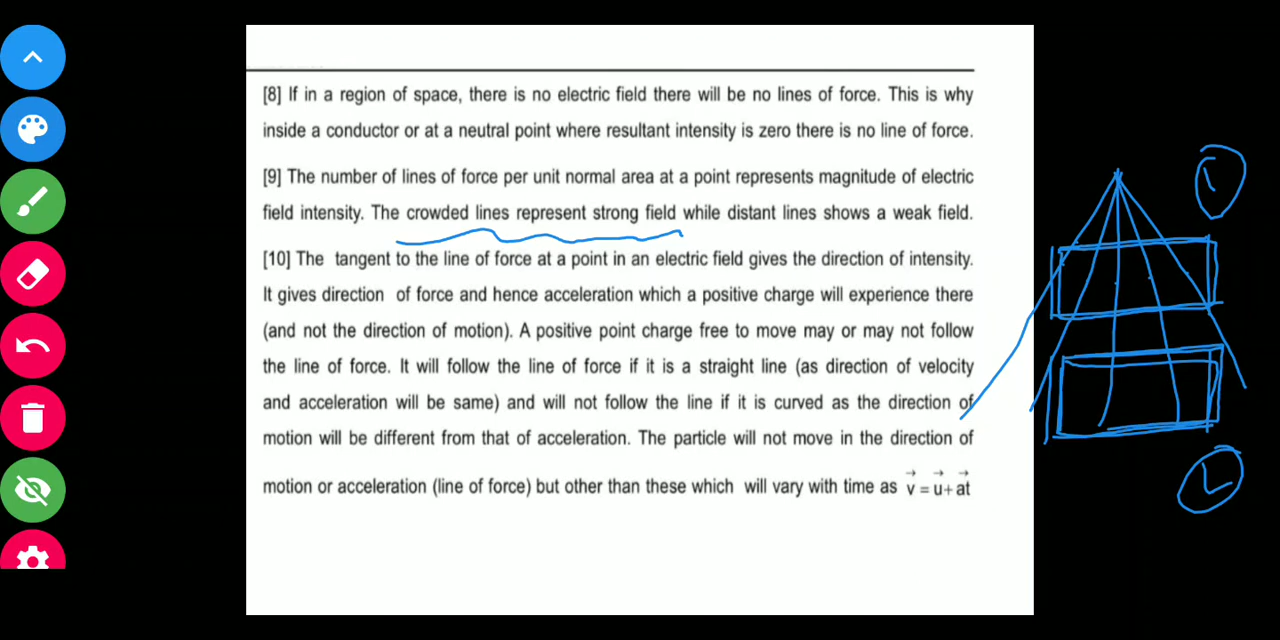 [8] If in a region of space, there is no electric field there will be no lines of force. This is why
inside a conductor or at a neutral point where resultant intensity is zero there is no line of force.
[9] The number of lines of force per unit normal area at a point represents magnitude of electric
field intensity. The crowded lines represent strong field while distant lines shows a weak field.
[10] The tangent to the line of force at a point in an electric field gives the direction of intensity.
It gives direction of force and hence acceleration which a positive charge will experience there
(and not the direction of motion). A positive point charge free to move may or may not follow
the line of force. It will follow the line of force if it is a straight line (as direction of velocity
and acceleration will be same) and will not follow the line if it is curved as the direction of
motion will be different from that of acceleration. The particle will not move in the direction of
motion or acceleration (line of force) but other than these which will vary with time as v⃗ = u⃗ + a⃗t